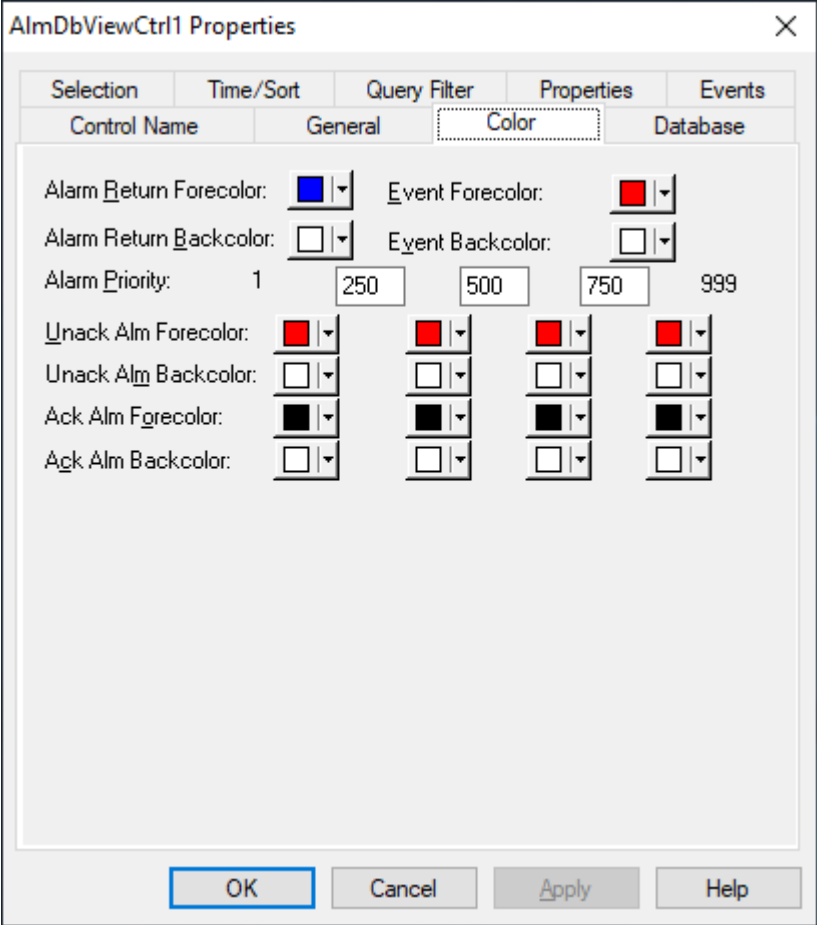 AlmDbViewCtrl1 Properties
Selection Time/Sort Query Filter Properties Events
Control Name General Color Database
Alarm Return Forecolor: Event Forecolor:
Alarm Return Backcolor: Event Backcolor:
Alarm Priority: 1 250 500 750 999
Unack Alm Forecolor:
Unack Alm Backcolor:
Ack Alm Forecolor:
Ack Alm Backcolor:
OK Cancel Apply Help